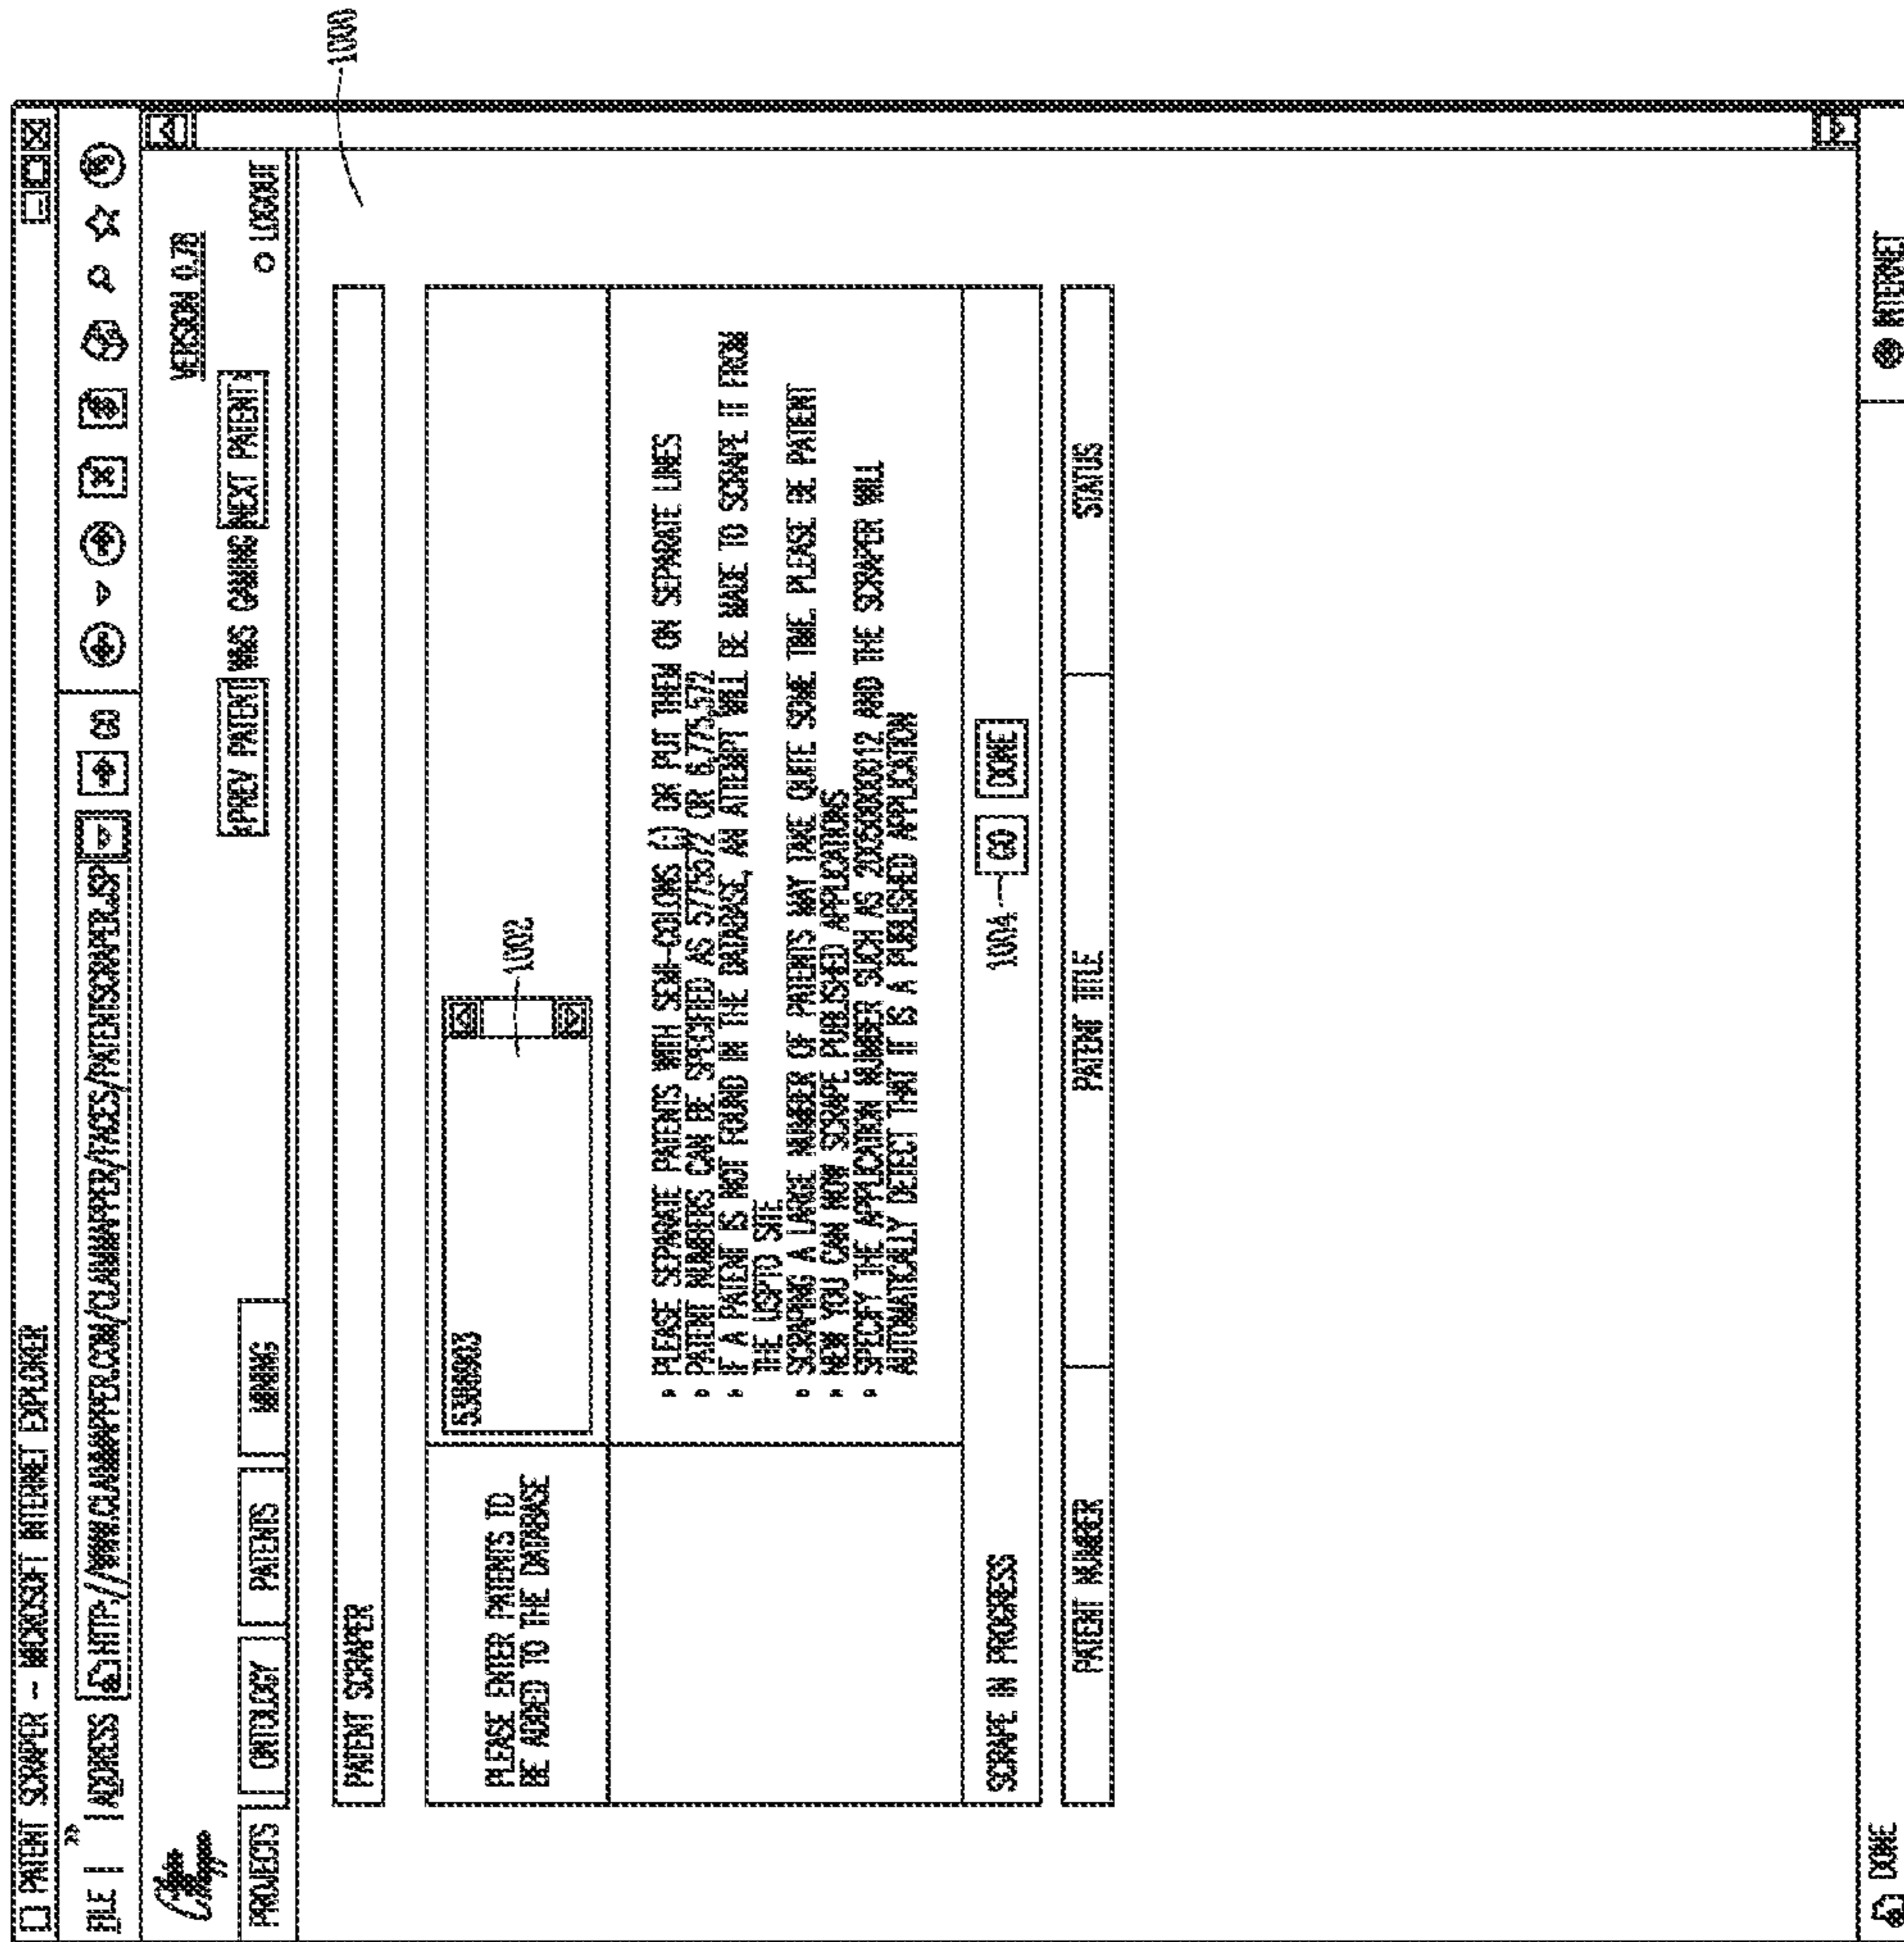 PATENT SCRAPER – MICROSOFT INTERNET EXPLORER
FILE » ADDRESS HTTP://WWW.CLAIMMAPPER.COM/CLAIMMAPPER/FACES/PATENTSCRAPER.JSP GO
Claim Mapper
VERSION 0.7B
PREV PATENT WMS GAMING NEXT PATENT
LOGOUT
PROJECTS ONTOLOGY PATENTS MINING
1000
PATENT SCRAPER
PLEASE ENTER PATENTS TO
BE ADDED TO THE DATABASE
1002
• PLEASE SEPARATE PATENTS WITH SEMI-COLONS (;) OR PUT THEM ON SEPARATE LINES
• PATENT NUMBERS CAN BE SPECIFIED AS 5775572 OR 6,775,572
• IF A PATENT IS NOT FOUND IN THE DATABASE, AN ATTEMPT WILL BE MADE TO SCRAPE IT FROM
THE USPTO SITE
• SCRAPING A LARGE NUMBER OF PATENTS MAY TAKE QUITE SOME TIME. PLEASE BE PATIENT
• NEW YOU CAN NOW SCRAPE PUBLISHED APPLICATIONS
• SPECIFY THE APPLICATION NUMBER SUCH AS 20050000012 AND THE SCRAPER WILL
AUTOMATICALLY DETECT THAT IT IS A PUBLISHED APPLICATION
SCRAPE IN PROGRESS 1004 GO DONE
PATENT NUMBER PATENT TITLE STATUS
DONE INTERNET